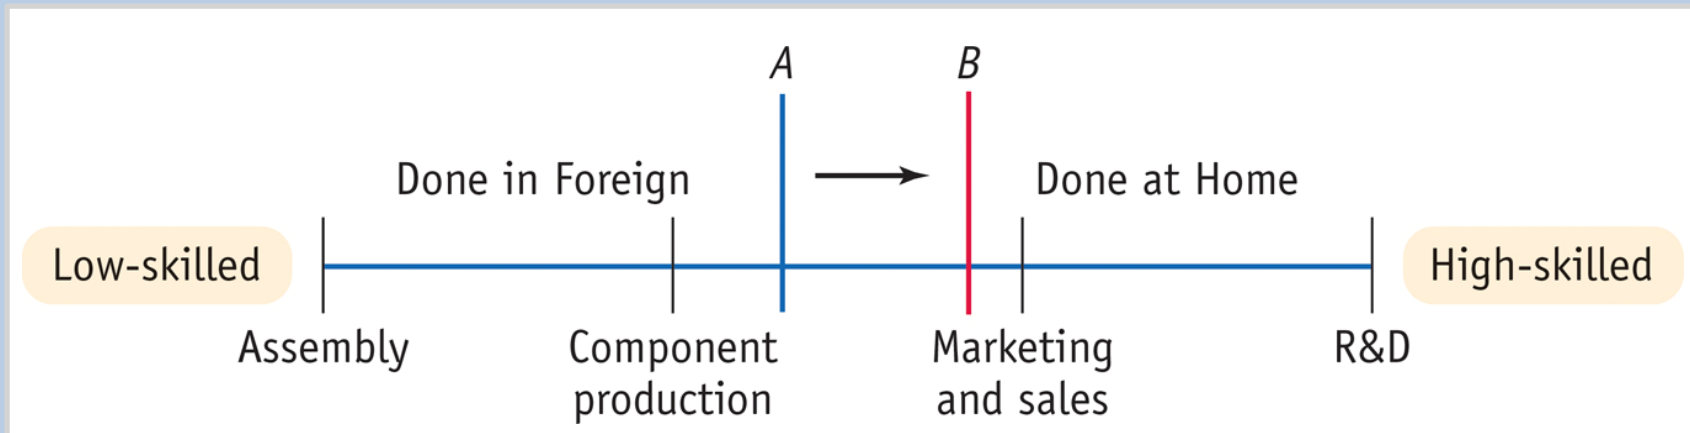 A
B
Done in Foreign
Done at Home
Low-skilled
High-skilled
Assembly
Component
production
Marketing
and sales
R&D